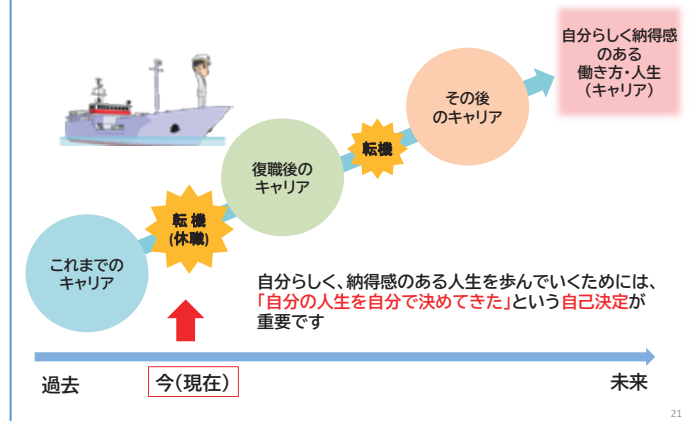 自分らしく納得感
のある
働き方・人生
（キャリア）
その後
のキャリア
転機
復職後の
キャリア
転 機
(休職)
これまでの
キャリア
自分らしく、納得感のある人生を歩んでいくためには、
「自分の人生を自分で決めてきた」という自己決定が
重要です
過去
今（現在）
未来
21